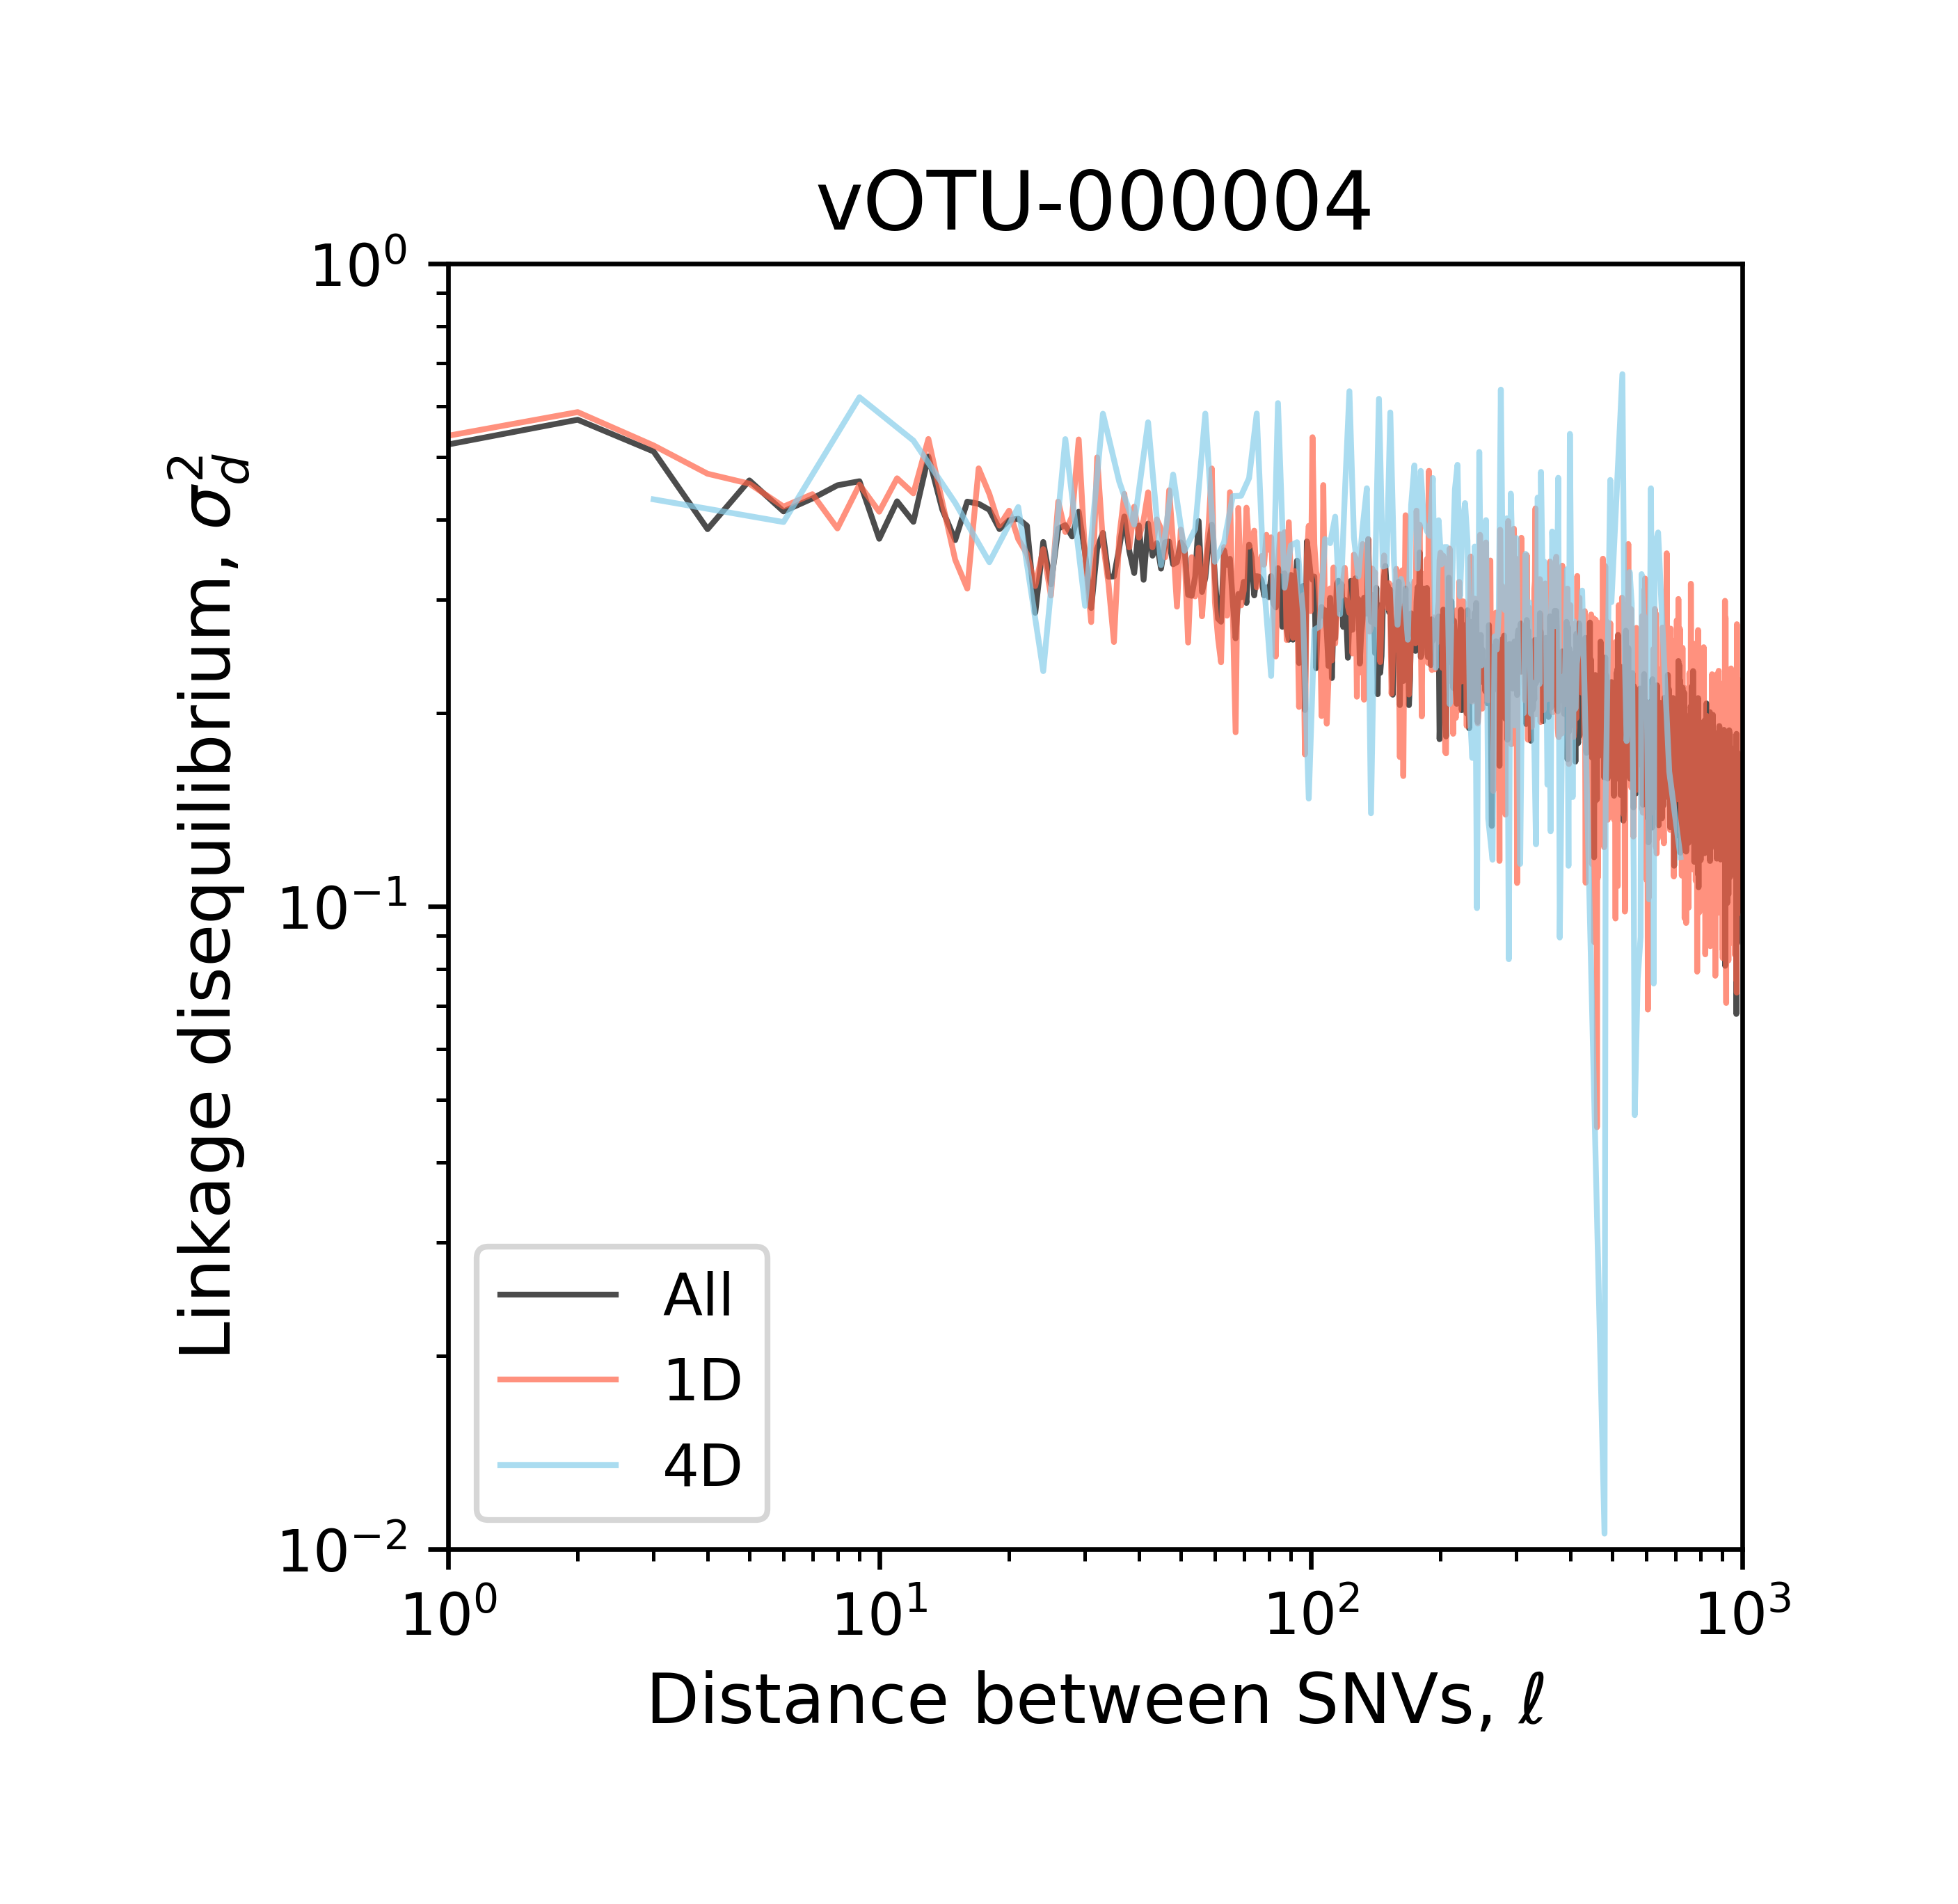 vOTU-000004
Linkage disequilibrium, σ_d^2
10^0
10^−1
10^−2
All
1D
4D
10^0 10^1 10^2 10^3
Distance between SNVs, ℓ